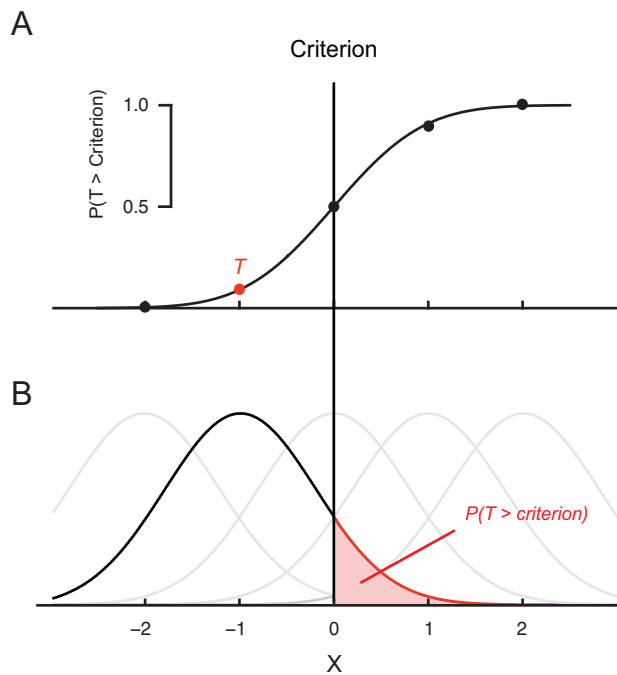 A
Criterion
P(T > Criterion)
1.0
0.5
T
B
P(T > criterion)
−2 −1 0 1 2
X